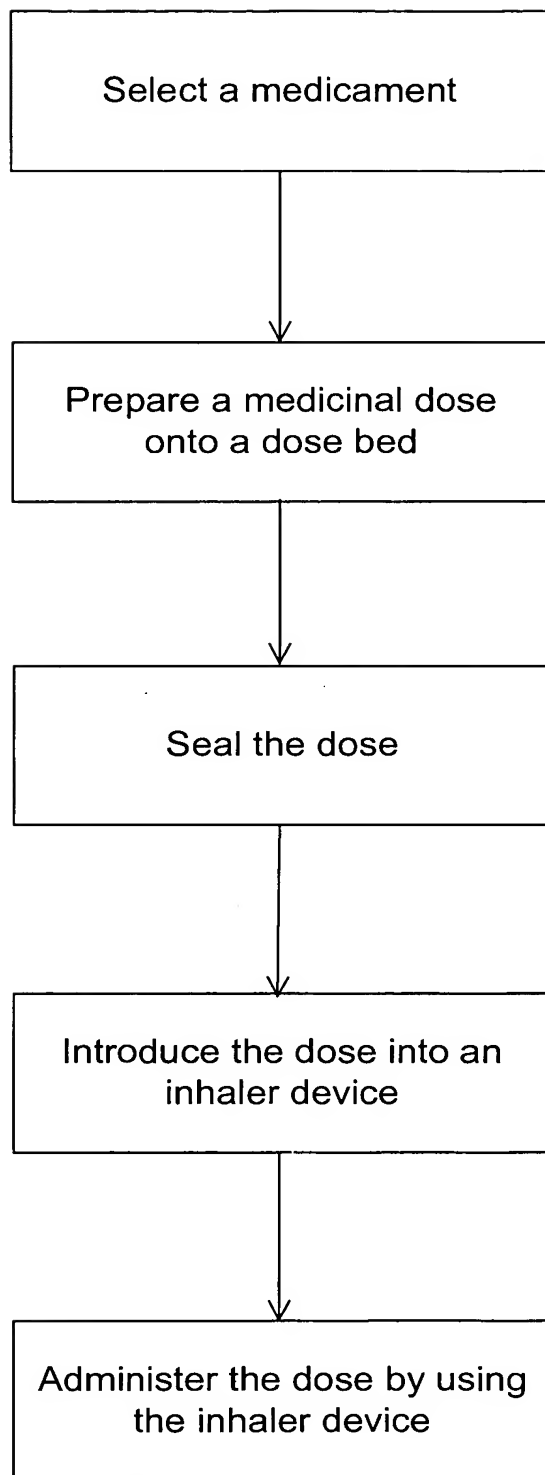 Select a medicament
Prepare a medicinal dose
onto a dose bed
Seal the dose
Introduce the dose into an
inhaler device
Administer the dose by using
the inhaler device